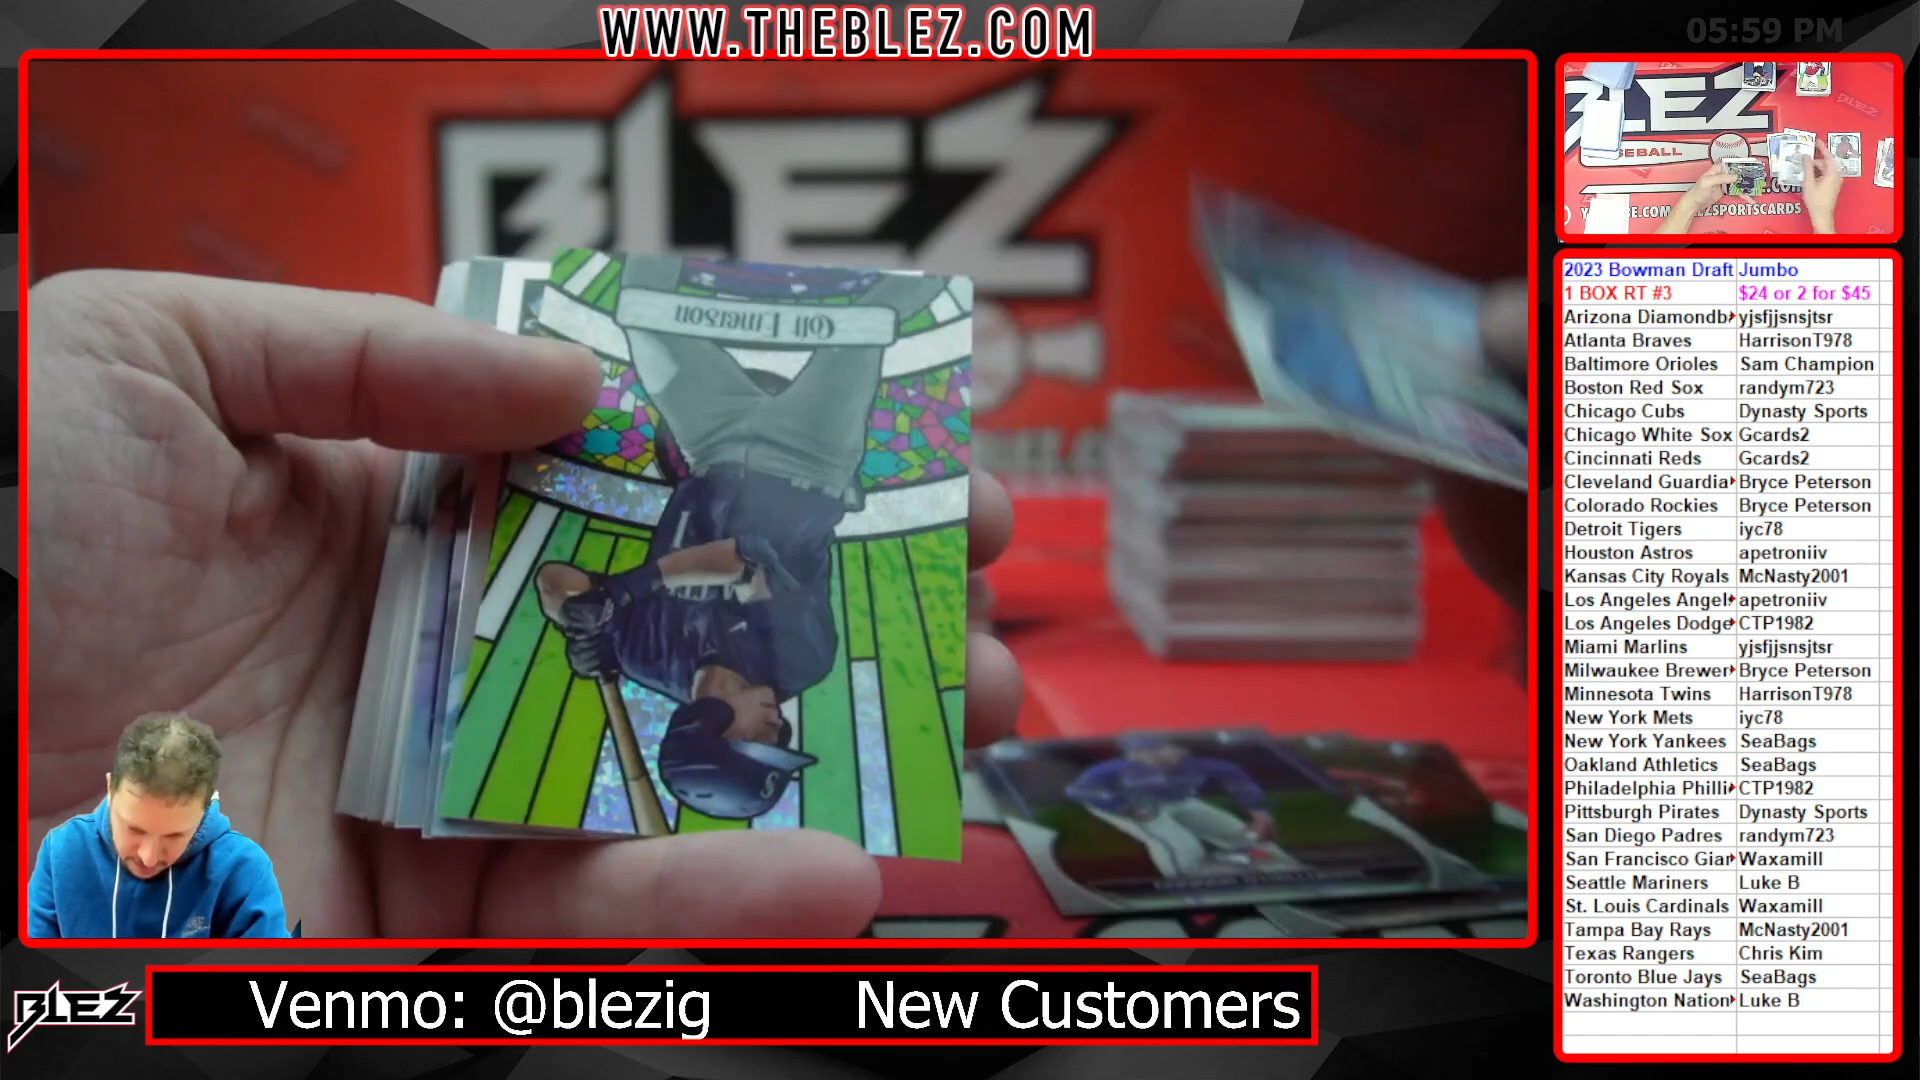 WWW.THEBLEZ.COM
05:59 PM
BLEZ
Colt Emerson
BLEZ
SEBALL
2023 Bowman Draft Jumbo
1 BOX RT #3 $24 or 2 for $45
Arizona Diamondb yjsfjjsnsjtsr
Atlanta Braves HarrisonT978
Baltimore Orioles Sam Champion
Boston Red Sox randym723
Chicago Cubs Dynasty Sports
Chicago White Sox Gcards2
Cincinnati Reds Gcards2
Cleveland Guardia Bryce Peterson
Colorado Rockies Bryce Peterson
Detroit Tigers iyc78
Houston Astros apetroniiv
Kansas City Royals McNasty2001
Los Angeles Angel apetroniiv
Los Angeles Dodge CTP1982
Miami Marlins yjsfjjsnsjtsr
Milwaukee Brewer Bryce Peterson
Minnesota Twins HarrisonT978
New York Mets iyc78
New York Yankees SeaBags
Oakland Athletics SeaBags
Philadelphia Philli CTP1982
Pittsburgh Pirates Dynasty Sports
San Diego Padres randym723
San Francisco Gian Waxamill
Seattle Mariners Luke B
St. Louis Cardinals Waxamill
Tampa Bay Rays McNasty2001
Texas Rangers Chris Kim
Toronto Blue Jays SeaBags
Washington Nation Luke B
BLEZ
Venmo: @blezig New Customers